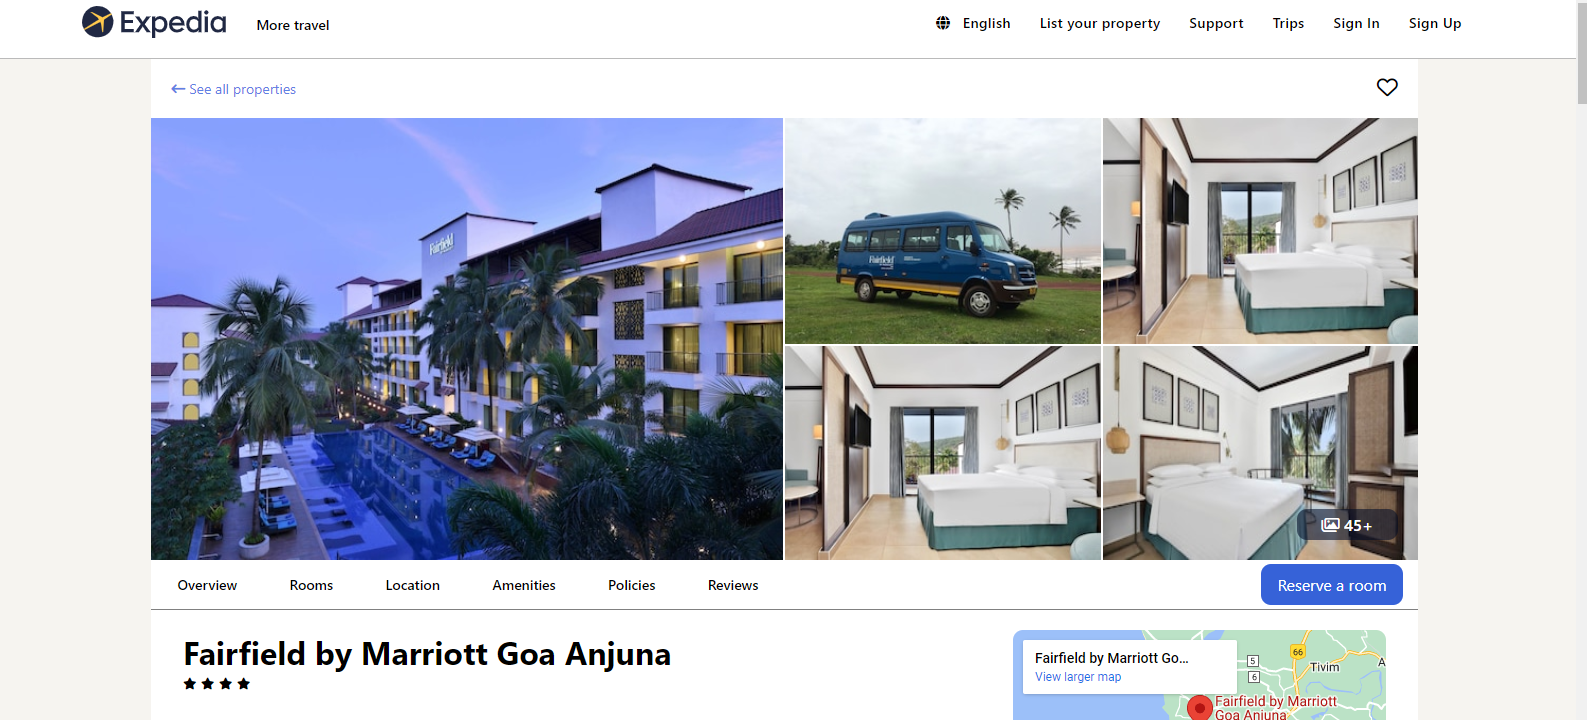 Expedia
More travel
English
List your property
Support
Trips
Sign In
Sign Up
← See all properties
Fairfield
Fairfield
45+
Overview
Rooms
Location
Amenities
Policies
Reviews
Reserve a room
Fairfield by Marriott Goa Anjuna
Fairfield by Marriott Go...
View larger map
5
66
6
Tivim
A
Fairfield by Marriott
Goa Anjuna